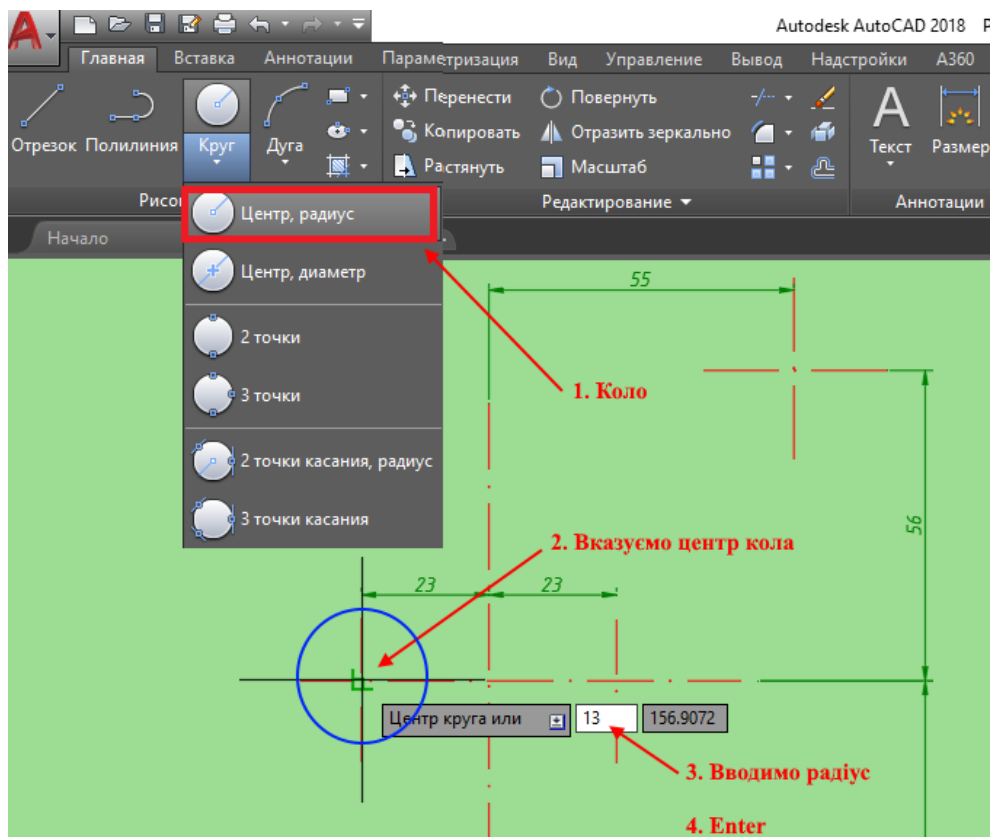 Autodesk AutoCAD 2018 P
Главная Вставка Аннотации Параметризация Вид Управление Вывод Надстройки A360
Перенести Повернуть
Копировать Отразить зеркально
Отрезок Полилиния Круг Дуга Текст Размер
Растянуть Масштаб
Рисо Редактирование Аннотации
Начало
Центр, радиус
Центр, диаметр
2 точки
3 точки
2 точки касания, радиус
3 точки касания
55
1. Коло
56
2. Вказуємо центр кола
23 23
Центр круга или 13 156.9072
3. Вводимо радіус
4. Enter